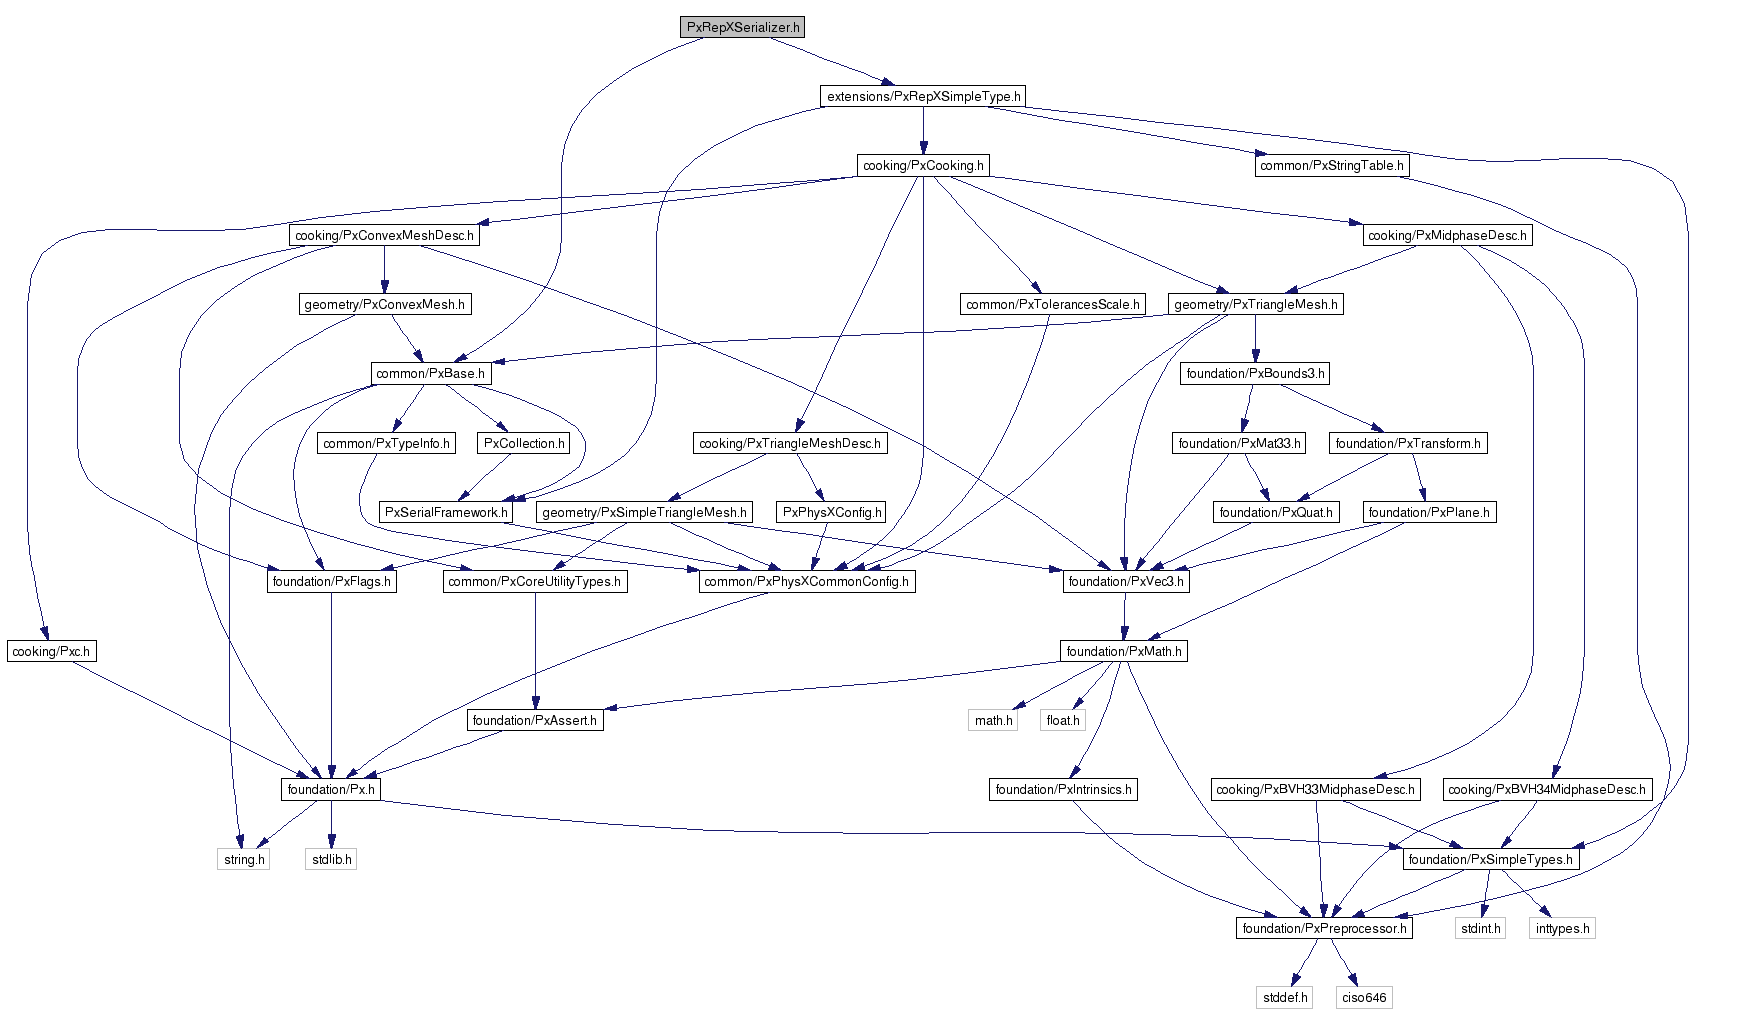 PxRepXSerializer.h
extensions/PxRepXSimpleType.h
cooking/PxCooking.h
common/PxStringTable.h
cooking/PxConvexMeshDesc.h
cooking/PxMidphaseDesc.h
geometry/PxConvexMesh.h
common/PxTolerancesScale.h
geometry/PxTriangleMesh.h
common/PxBase.h
foundation/PxBounds3.h
common/PxTypeInfo.h
PxCollection.h
cooking/PxTriangleMeshDesc.h
foundation/PxMat33.h
foundation/PxTransform.h
PxSerialFramework.h
geometry/PxSimpleTriangleMesh.h
PxPhysXConfig.h
foundation/PxQuat.h
foundation/PxPlane.h
foundation/PxFlags.h
common/PxCoreUtilityTypes.h
common/PxPhysXCommonConfig.h
foundation/PxVec3.h
cooking/Pxc.h
foundation/PxMath.h
foundation/PxAssert.h
math.h
float.h
foundation/Px.h
foundation/PxIntrinsics.h
cooking/PxBVH33MidphaseDesc.h
cooking/PxBVH34MidphaseDesc.h
string.h
stdlib.h
foundation/PxSimpleTypes.h
foundation/PxPreprocessor.h
stdint.h
inttypes.h
stddef.h
ciso646